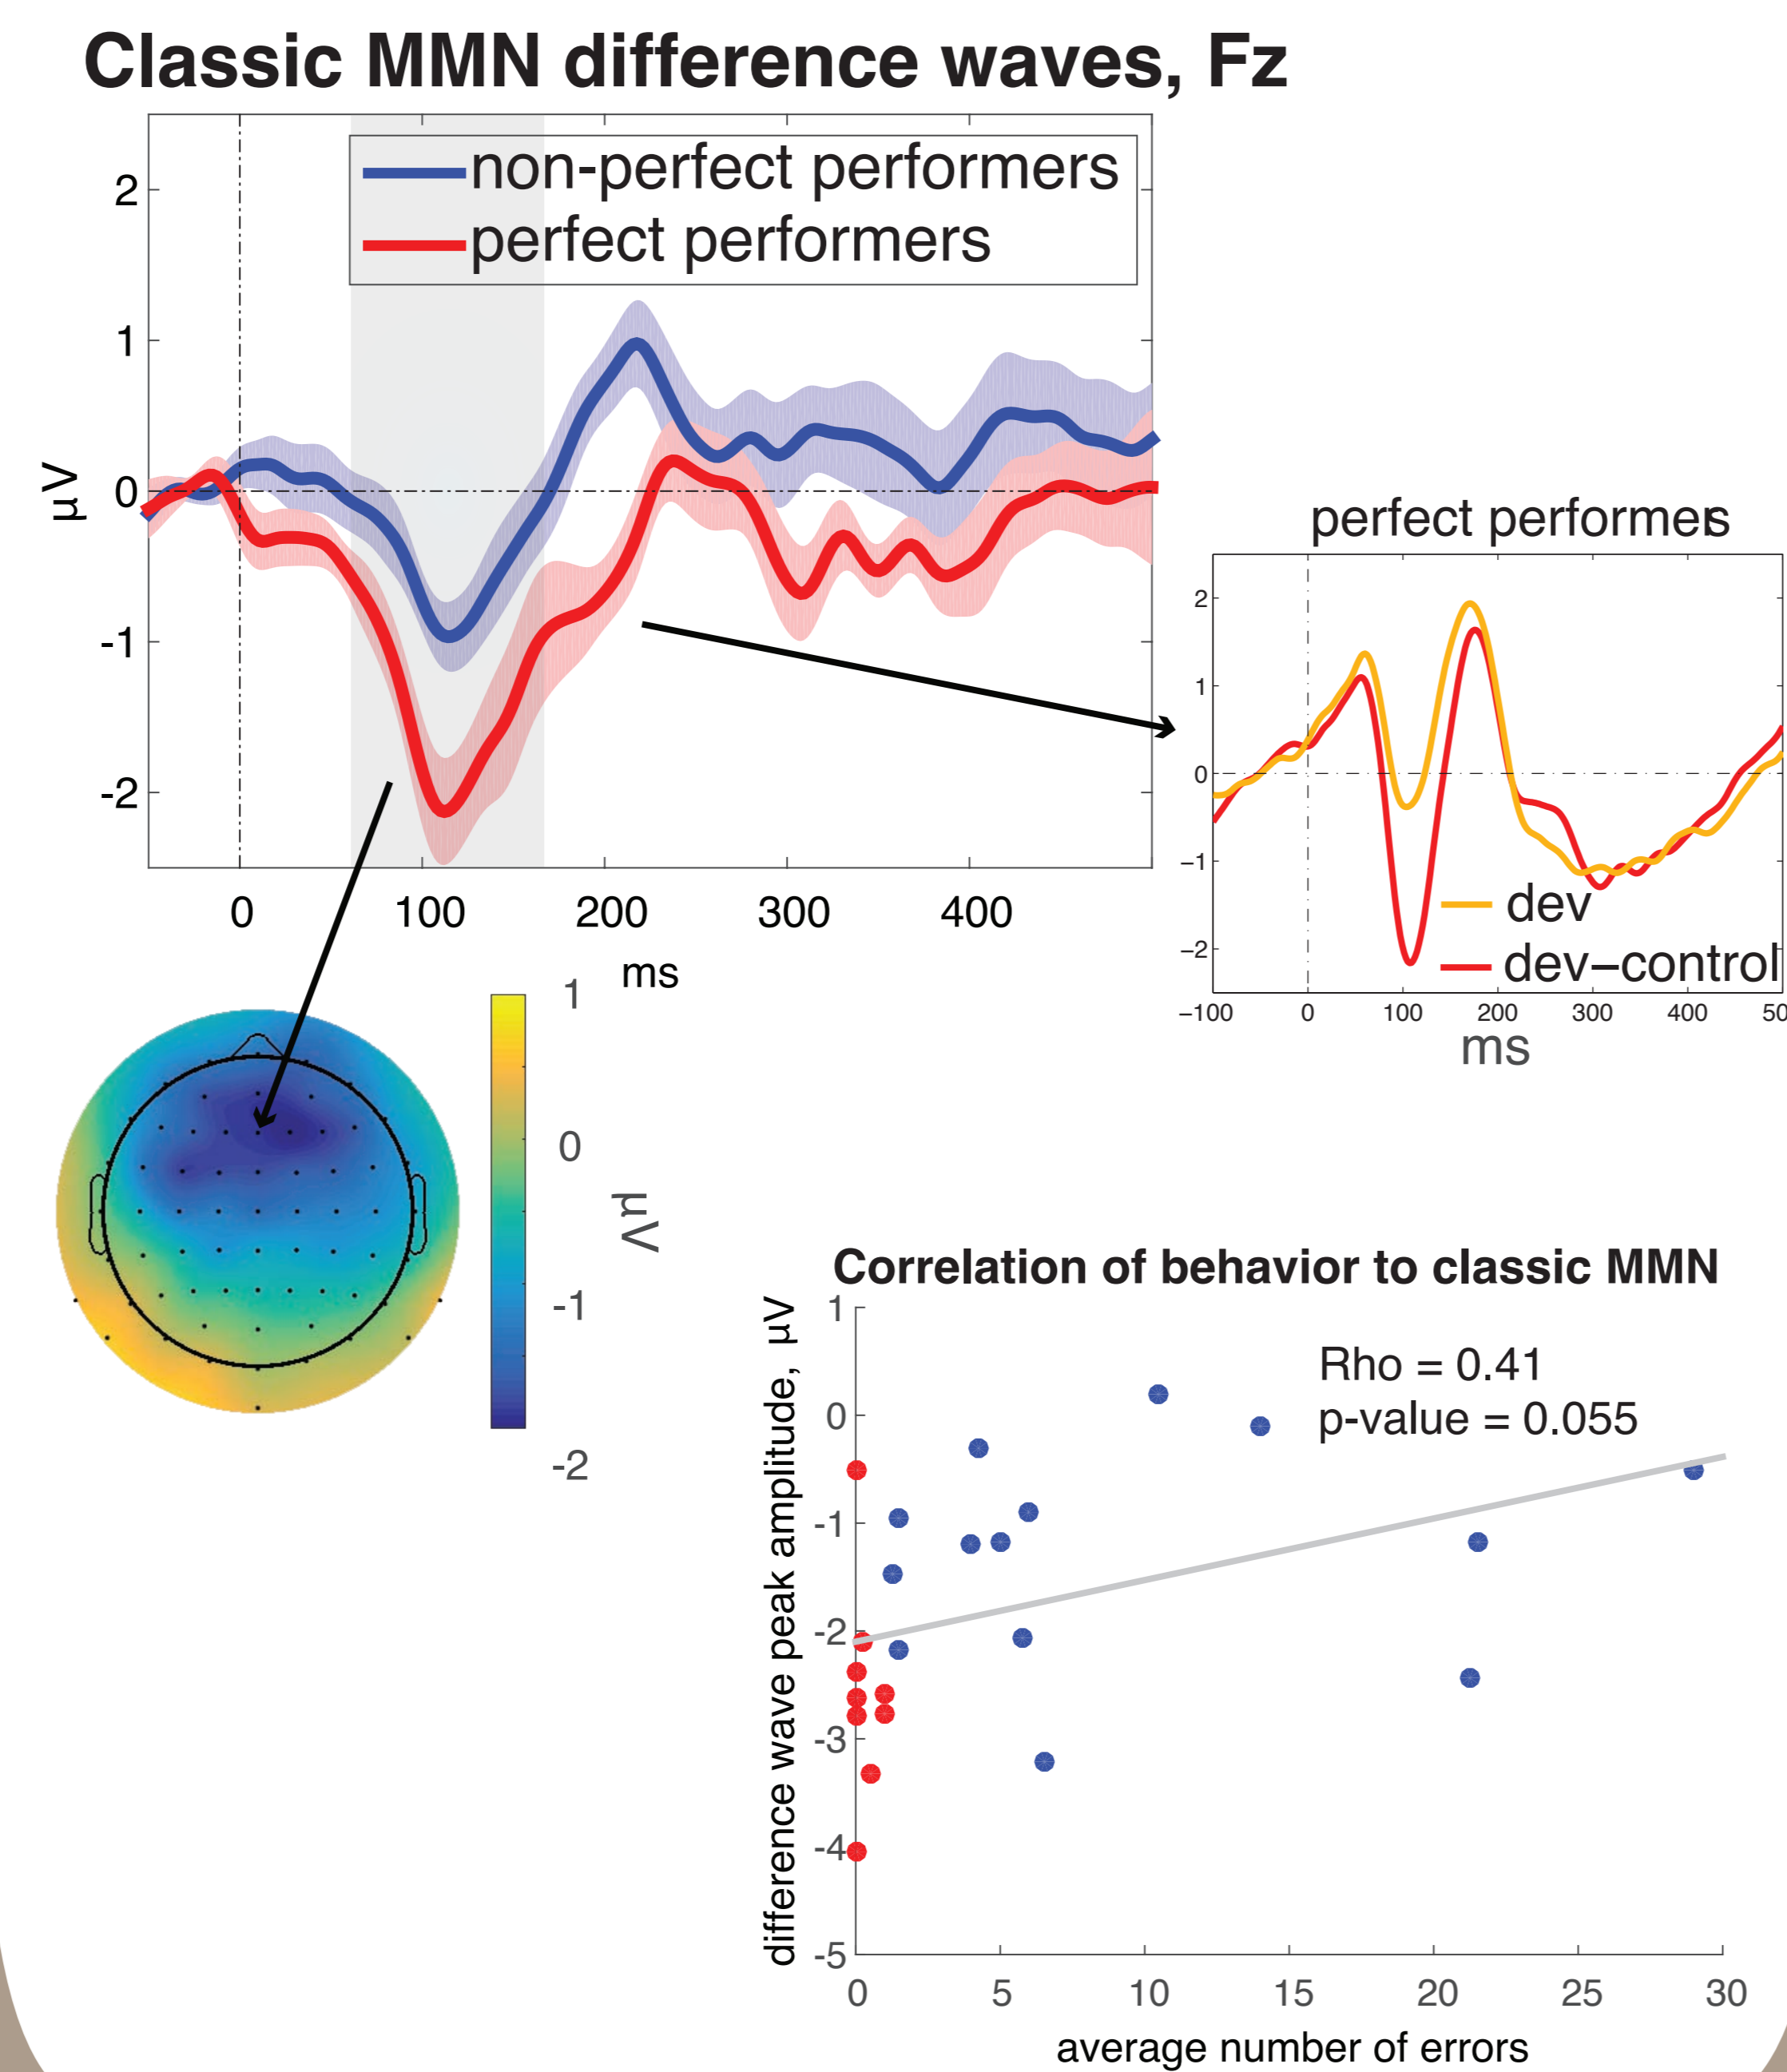 Classic MMN difference waves, Fz
non-perfect performers
perfect performers
2
1
0
-1
-2
µV
0
100
200
300
400
ms
perfect performers
2
1
0
−1
−2
dev
dev−control
−100
0
100
200
300
400
50
ms
1
0
-1
-2
µV
Correlation of behavior to classic MMN
Rho = 0.41
p-value = 0.055
1
0
-1
-2
-3
-4
-5
difference wave peak amplitude, µV
0
5
10
15
20
25
30
average number of errors